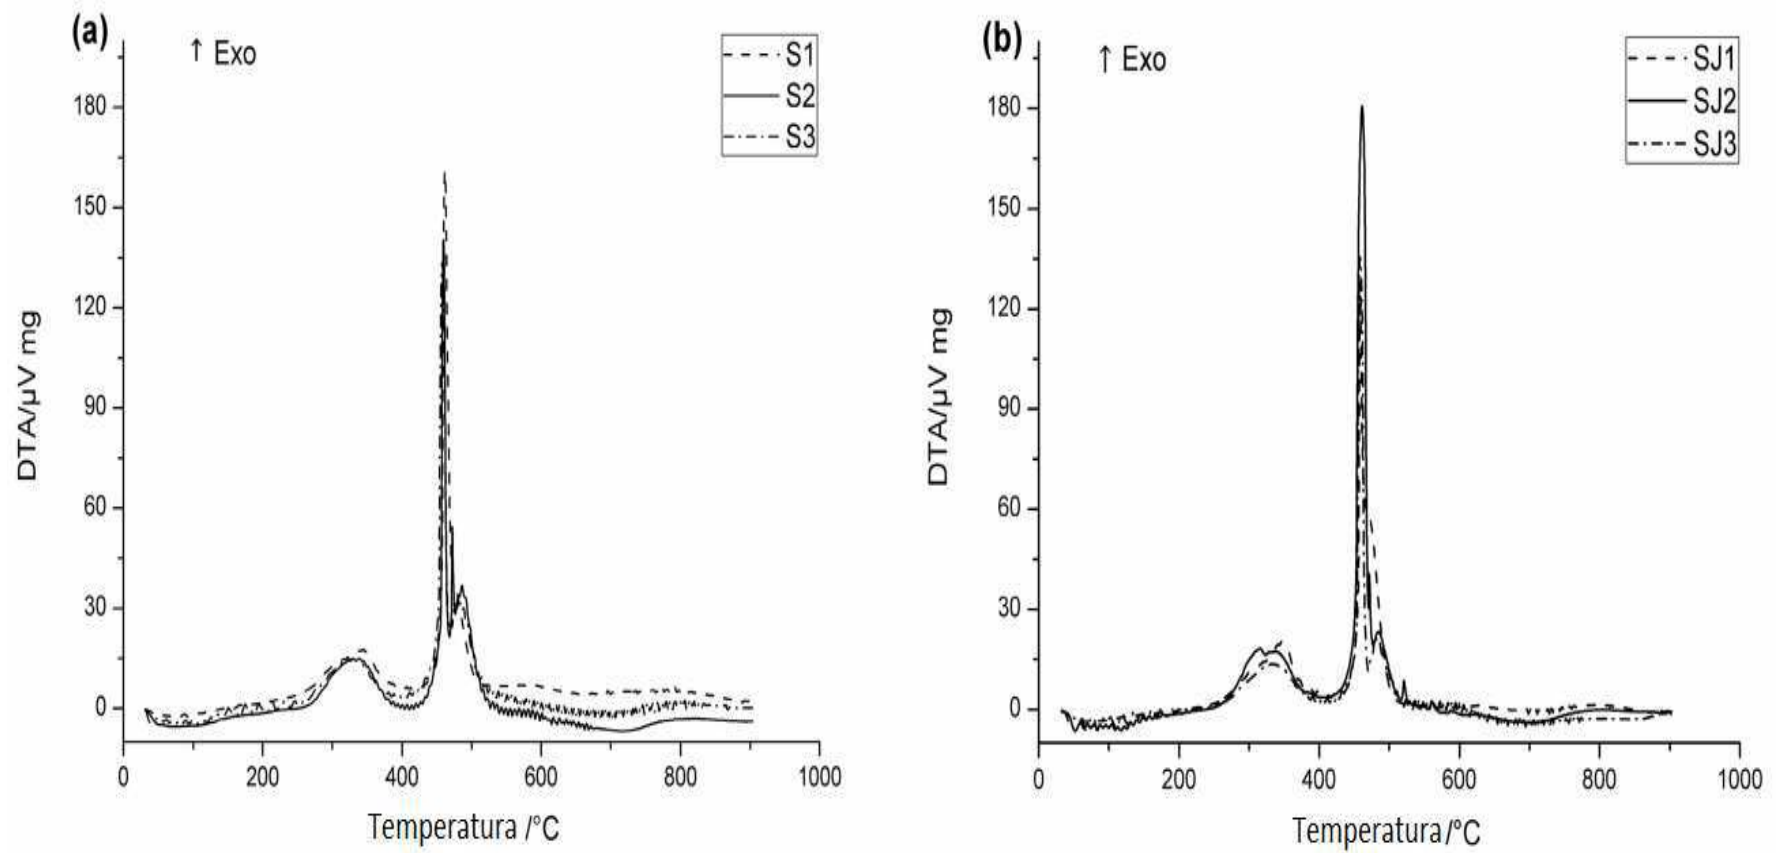 (a)
↑ Exo
S1
S2
S3
180
150
120
90
60
30
0
DTA/µV mg
0 200 400 600 800 1000
Temperatura /°C
(b)
↑ Exo
SJ1
SJ2
SJ3
180
150
120
90
60
30
0
DTA/µV mg
0 200 400 600 800 1000
Temperatura/°C